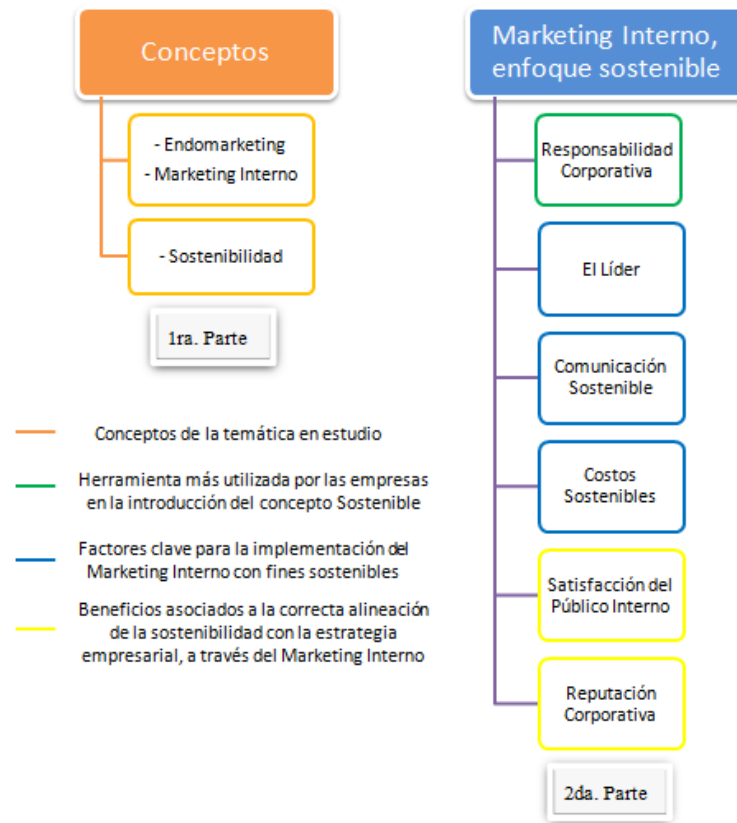 Conceptos
- Endomarketing
- Marketing Interno
- Sostenibilidad
1ra. Parte
Conceptos de la temática en estudio
Herramienta más utilizada por las empresas
en la introducción del concepto Sostenible
Factores clave para la implementación del
Marketing Interno con fines sostenibles
Beneficios asociados a la correcta alineación
de la sostenibilidad con la estrategia
empresarial, a través del Marketing Interno
Marketing Interno,
enfoque sostenible
Responsabilidad
Corporativa
El Líder
Comunicación
Sostenible
Costos
Sostenibles
Satisfacción del
Público Interno
Reputación
Corporativa
2da. Parte